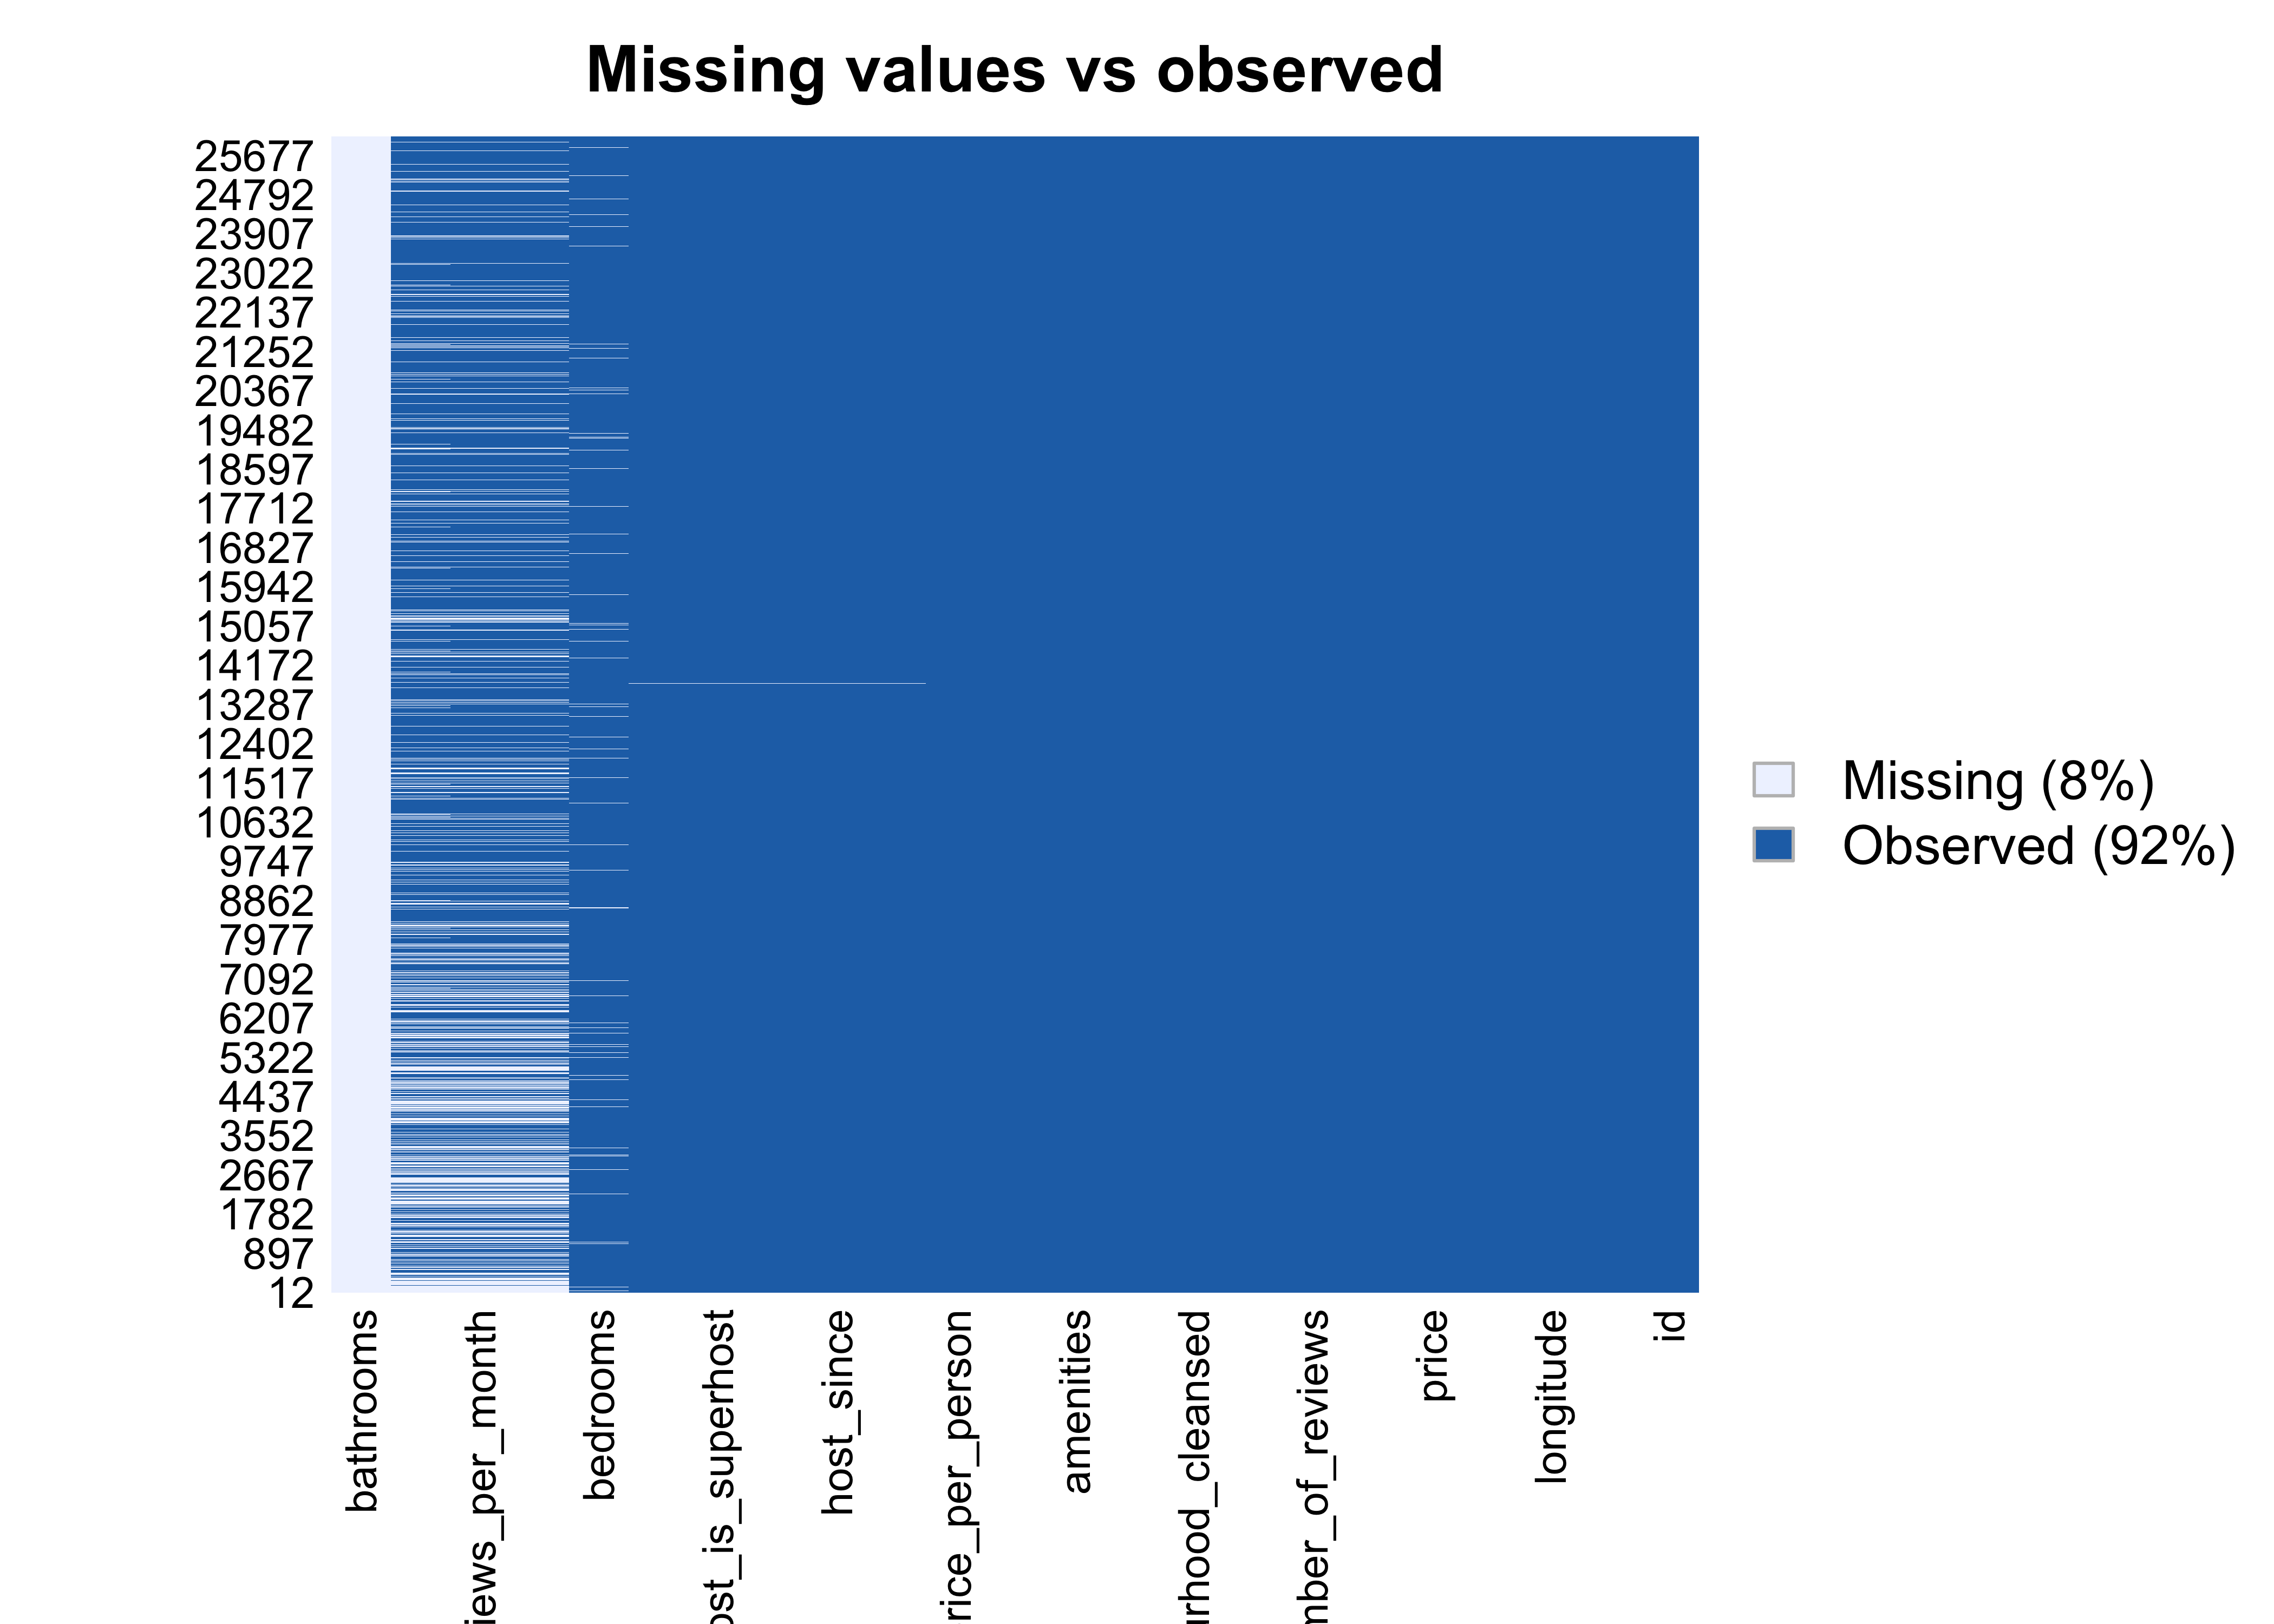 Missing values vs observed
25677
24792
23907
23022
22137
21252
20367
19482
18597
17712
16827
15942
15057
14172
13287
12402
11517
10632
9747
8862
7977
7092
6207
5322
4437
3552
2667
1782
897
12
Missing (8%)
Observed (92%)
bathrooms
iews_per_month
bedrooms
ost_is_superhost
host_since
rice_per_person
amenities
urhood_cleansed
mber_of_reviews
price
longitude
id